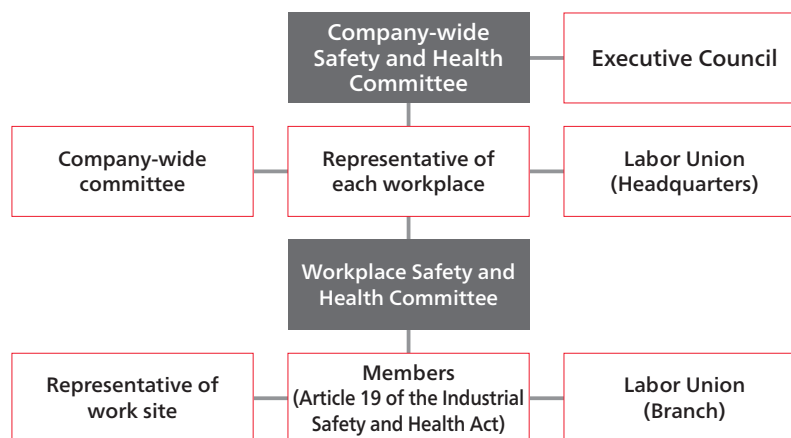 Company-wide
Safety and Health
Committee
Executive Council
Company-wide
committee
Representative of
each workplace
Labor Union
(Headquarters)
Workplace Safety and
Health Committee
Representative of
work site
Members
(Article 19 of the Industrial
Safety and Health Act)
Labor Union
(Branch)